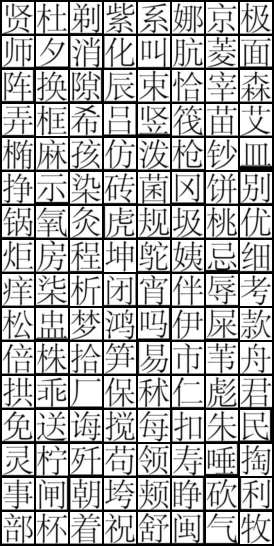 贤杜剃紫系娜京极
师夕消化叫肮菱面
阵换隙辰束恰宰森
弄框希吕竖筏苗艾
椭麻孩仿泼枪钞皿
挣示染砖菌冈饼别
锅氧灸虎规圾桃优
炬房程坤鸵姨忌细
痒柒析闭宵伴辱考
松盅梦鸿吗伊屎款
倍株拾笋易市苇舟
拱乖厂保秫仁彪君
免送诲搅每扣朱民
灵柠歼苟领寿唾掏
事闸朝垮颊睁砍利
部杯着祝舒闽气牧